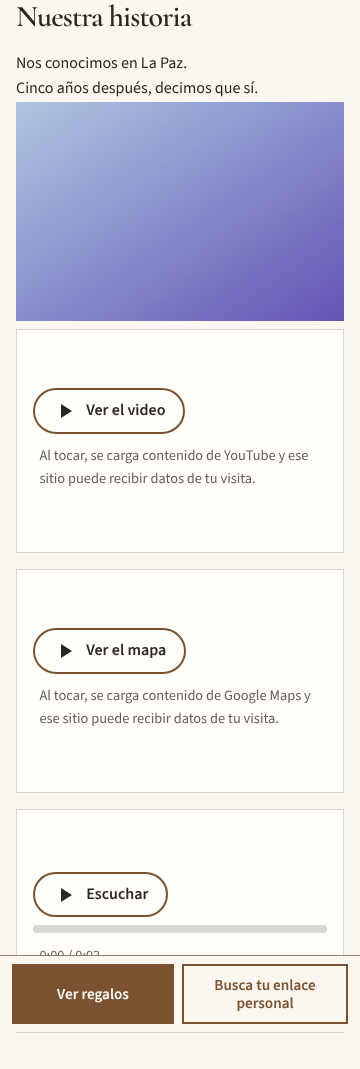 Nuestra historia
Nos conocimos en La Paz.
Cinco años después, decimos que sí.
Ver el video
Al tocar, se carga contenido de YouTube y ese
sitio puede recibir datos de tu visita.
Ver el mapa
Al tocar, se carga contenido de Google Maps y
ese sitio puede recibir datos de tu visita.
Escuchar
Ver regalos
Busca tu enlace
personal